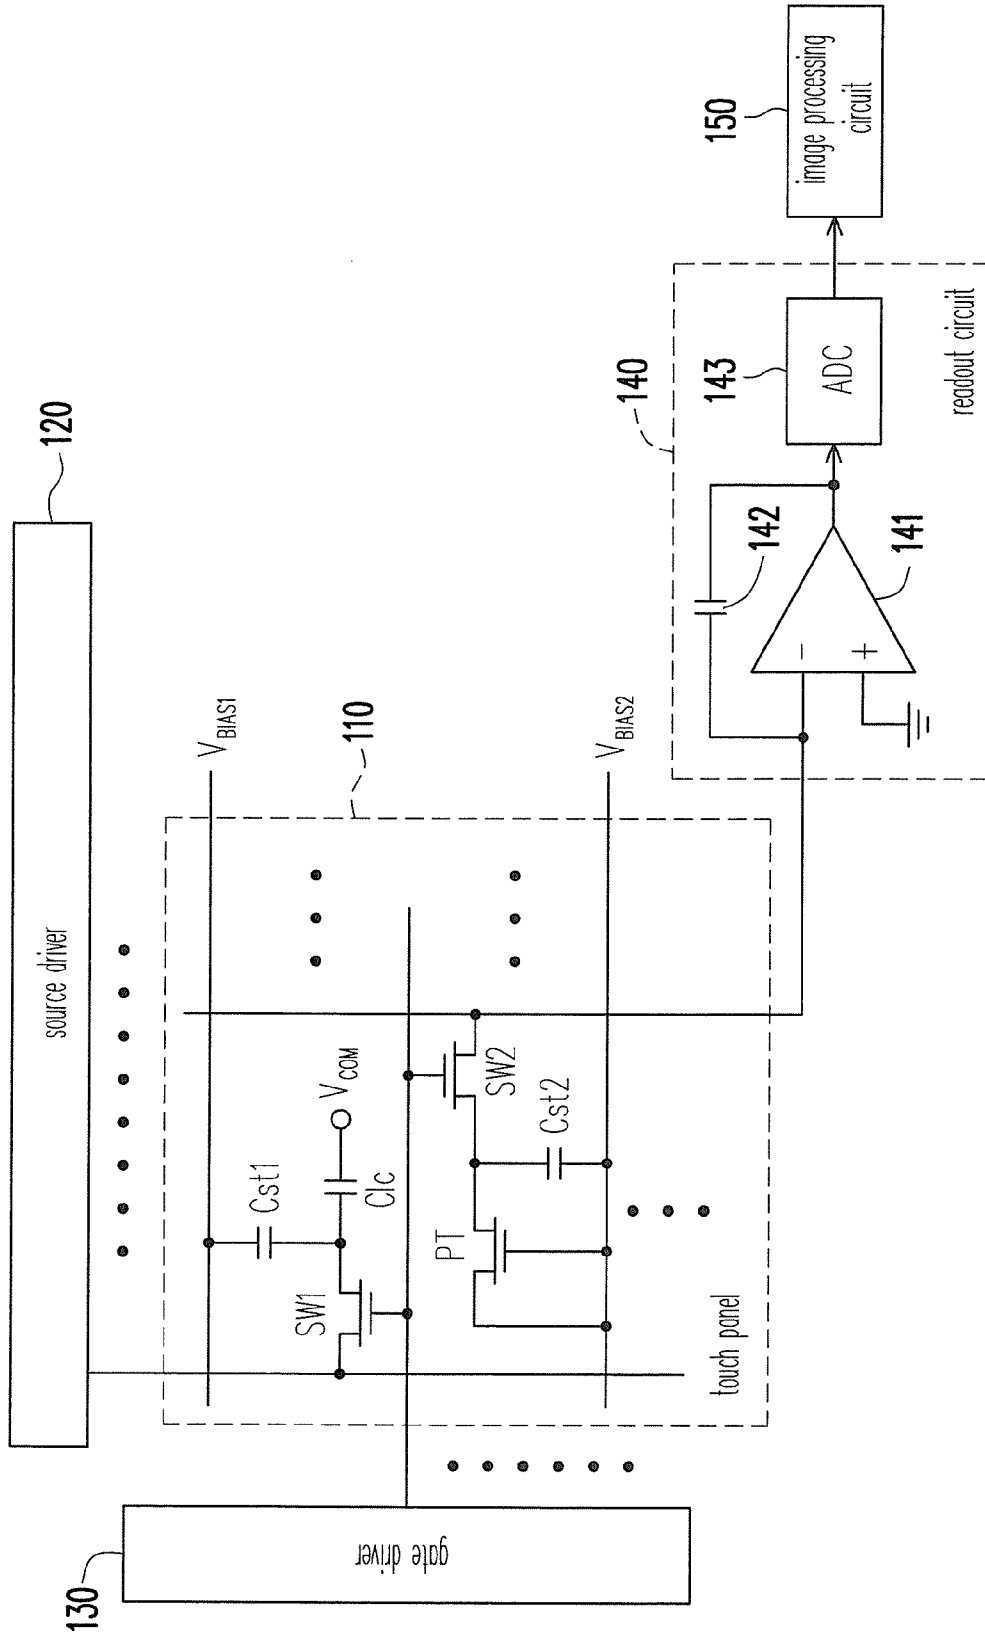 120
source driver
130
gate driver
110
V_BIAS1
Cst1
Clc
V_COM
SW1
SW2
PT
Cst2
V_BIAS2
touch panel
140
142
141
−
+
143
ADC
readout circuit
150
image processing
circuit